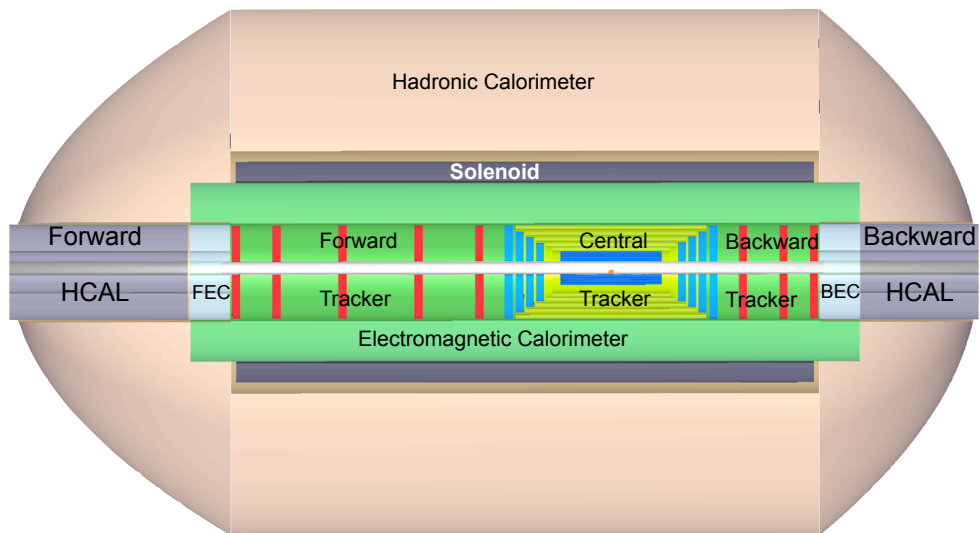 Hadronic Calorimeter
Solenoid
Forward
HCAL
FEC
Forward
Tracker
Central
Tracker
Backward
Tracker
BEC
Backward
HCAL
Electromagnetic Calorimeter